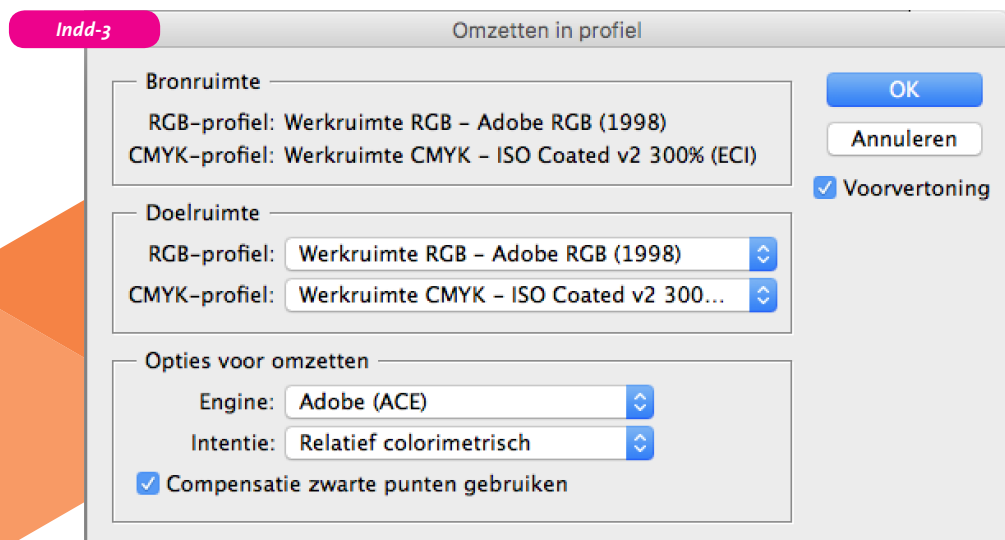 Indd-3
Omzetten in profiel
Bronruimte
RGB-profiel: Werkruimte RGB – Adobe RGB (1998)
CMYK-profiel: Werkruimte CMYK – ISO Coated v2 300% (ECI)
OK
Annuleren
Voorvertoning
Doelruimte
RGB-profiel: Werkruimte RGB – Adobe RGB (1998)
CMYK-profiel: Werkruimte CMYK – ISO Coated v2 300...
Opties voor omzetten
Engine: Adobe (ACE)
Intentie: Relatief colorimetrisch
Compensatie zwarte punten gebruiken